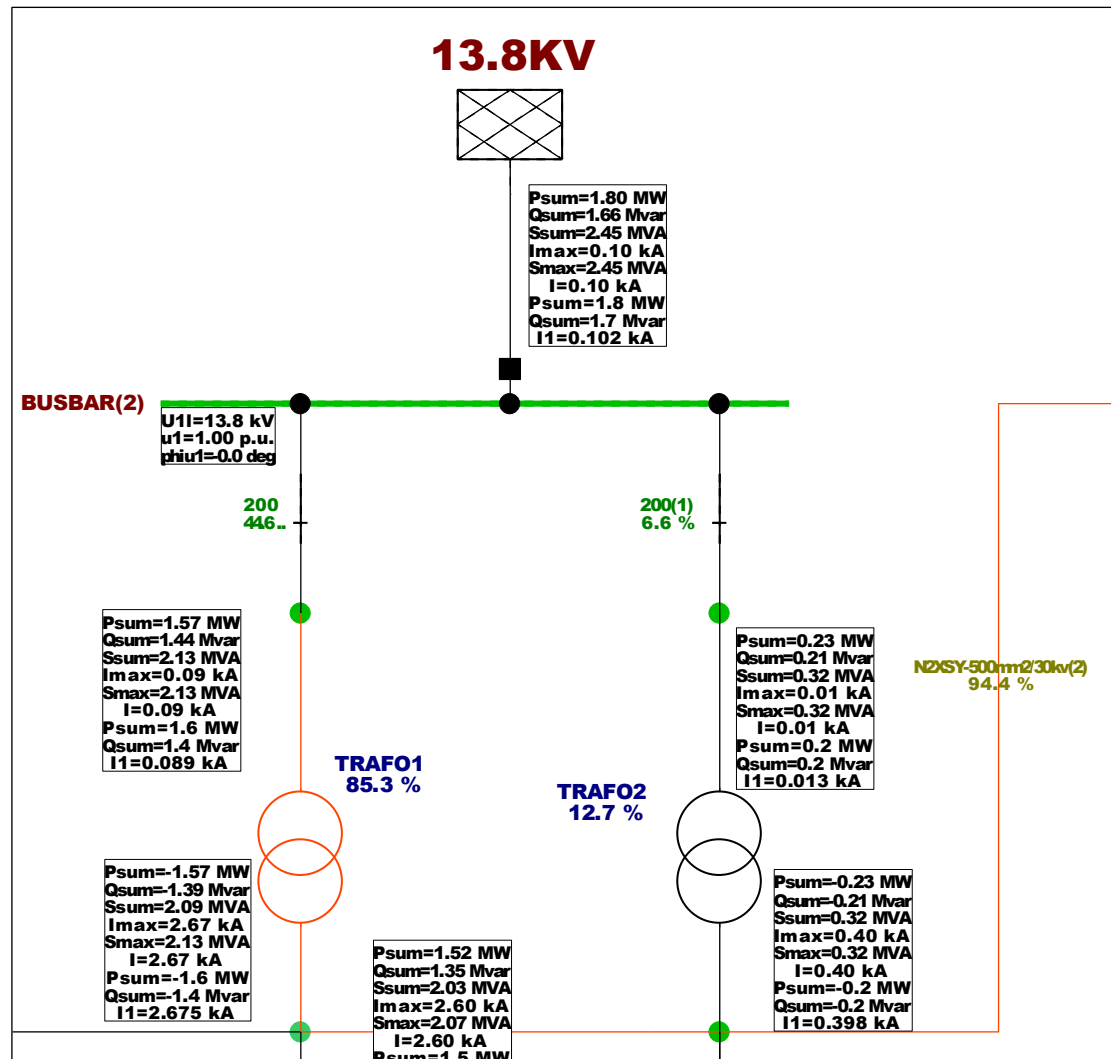 13.8KV
Psum=1.80 MW
Qsum=1.66 Mvar
Ssum=2.45 MVA
Imax=0.10 kA
Smax=2.45 MVA
I=0.10 kA
Psum=1.8 MW
Qsum=1.7 Mvar
I1=0.102 kA
BUSBAR(2)
U1l=13.8 kV
u1=1.00 p.u.
phiu1=-0.0 deg
200
44.6..
200(1)
6.6 %
Psum=1.57 MW
Qsum=1.44 Mvar
Ssum=2.13 MVA
Imax=0.09 kA
Smax=2.13 MVA
I=0.09 kA
Psum=1.6 MW
Qsum=1.4 Mvar
I1=0.089 kA
Psum=0.23 MW
Qsum=0.21 Mvar
Ssum=0.32 MVA
Imax=0.01 kA
Smax=0.32 MVA
I=0.01 kA
Psum=0.2 MW
Qsum=0.2 Mvar
I1=0.013 kA
N2XSY-500mm2/30kv(2)
94.4 %
TRAFO1
85.3 %
TRAFO2
12.7 %
Psum=-1.57 MW
Qsum=-1.39 Mvar
Ssum=2.09 MVA
Imax=2.67 kA
Smax=2.13 MVA
I=2.67 kA
Psum=-1.6 MW
Qsum=-1.4 Mvar
I1=2.675 kA
Psum=1.52 MW
Qsum=1.35 Mvar
Ssum=2.03 MVA
Imax=2.60 kA
Smax=2.07 MVA
I=2.60 kA
Psum=1.5 MW
Psum=-0.23 MW
Qsum=-0.21 Mvar
Ssum=0.32 MVA
Imax=0.40 kA
Smax=0.32 MVA
I=0.40 kA
Psum=-0.2 MW
Qsum=-0.2 Mvar
I1=0.398 kA